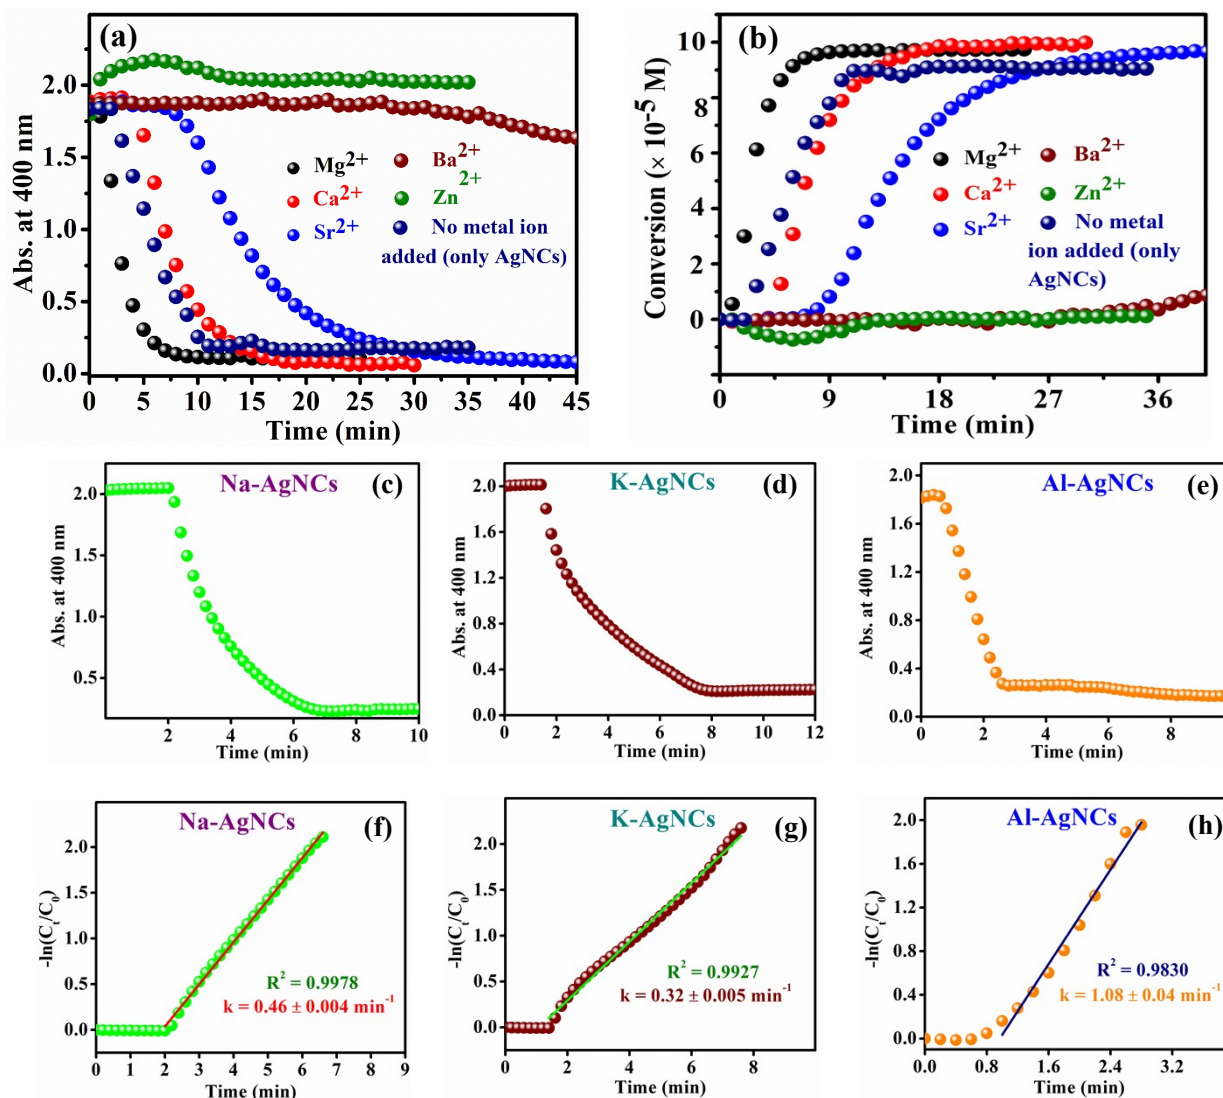 (a)
Abs. at 400 nm
2.0
1.5
1.0
0.5
0.0
Mg²⁺
Ca²⁺
Sr²⁺
Ba²⁺
Zn²⁺
No metal ion
added (only AgNCs)
0 5 10 15 20 25 30 35 40 45
Time (min)
(b)
Conversion (× 10⁻⁵ M)
10
8
6
4
2
0
Mg²⁺
Ca²⁺
Sr²⁺
Ba²⁺
Zn²⁺
No metal
ion added (only
AgNCs)
0 9 18 27 36
Time (min)
Na-AgNCs (c)
Abs. at 400 nm
2.0
1.5
1.0
0.5
2 4 6 8 10
Time (min)
K-AgNCs (d)
Abs. at 400 nm
2.0
1.6
1.2
0.8
0.4
0.0
0 2 4 6 8 10 12
Time (min)
Al-AgNCs (e)
Abs. at 400 nm
2.0
1.6
1.2
0.8
0.4
0.0
0 2 4 6 8
Time (min)
Na-AgNCs (f)
-ln(Cₜ/C₀)
2.0
1.5
1.0
0.5
0.0
R² = 0.9978
k = 0.46 ± 0.004 min⁻¹
0 1 2 3 4 5 6 7 8 9
Time (min)
K-AgNCs (g)
-ln(Cₜ/C₀)
2.5
2.0
1.5
1.0
0.5
0.0
R² = 0.9927
k = 0.32 ± 0.005 min⁻¹
0 2 4 6 8
Time (min)
Al-AgNCs (h)
-ln(Cₜ/C₀)
2.0
1.6
1.2
0.8
0.4
0.0
R² = 0.9830
k = 1.08 ± 0.04 min⁻¹
0.0 0.8 1.6 2.4 3.2
Time (min)